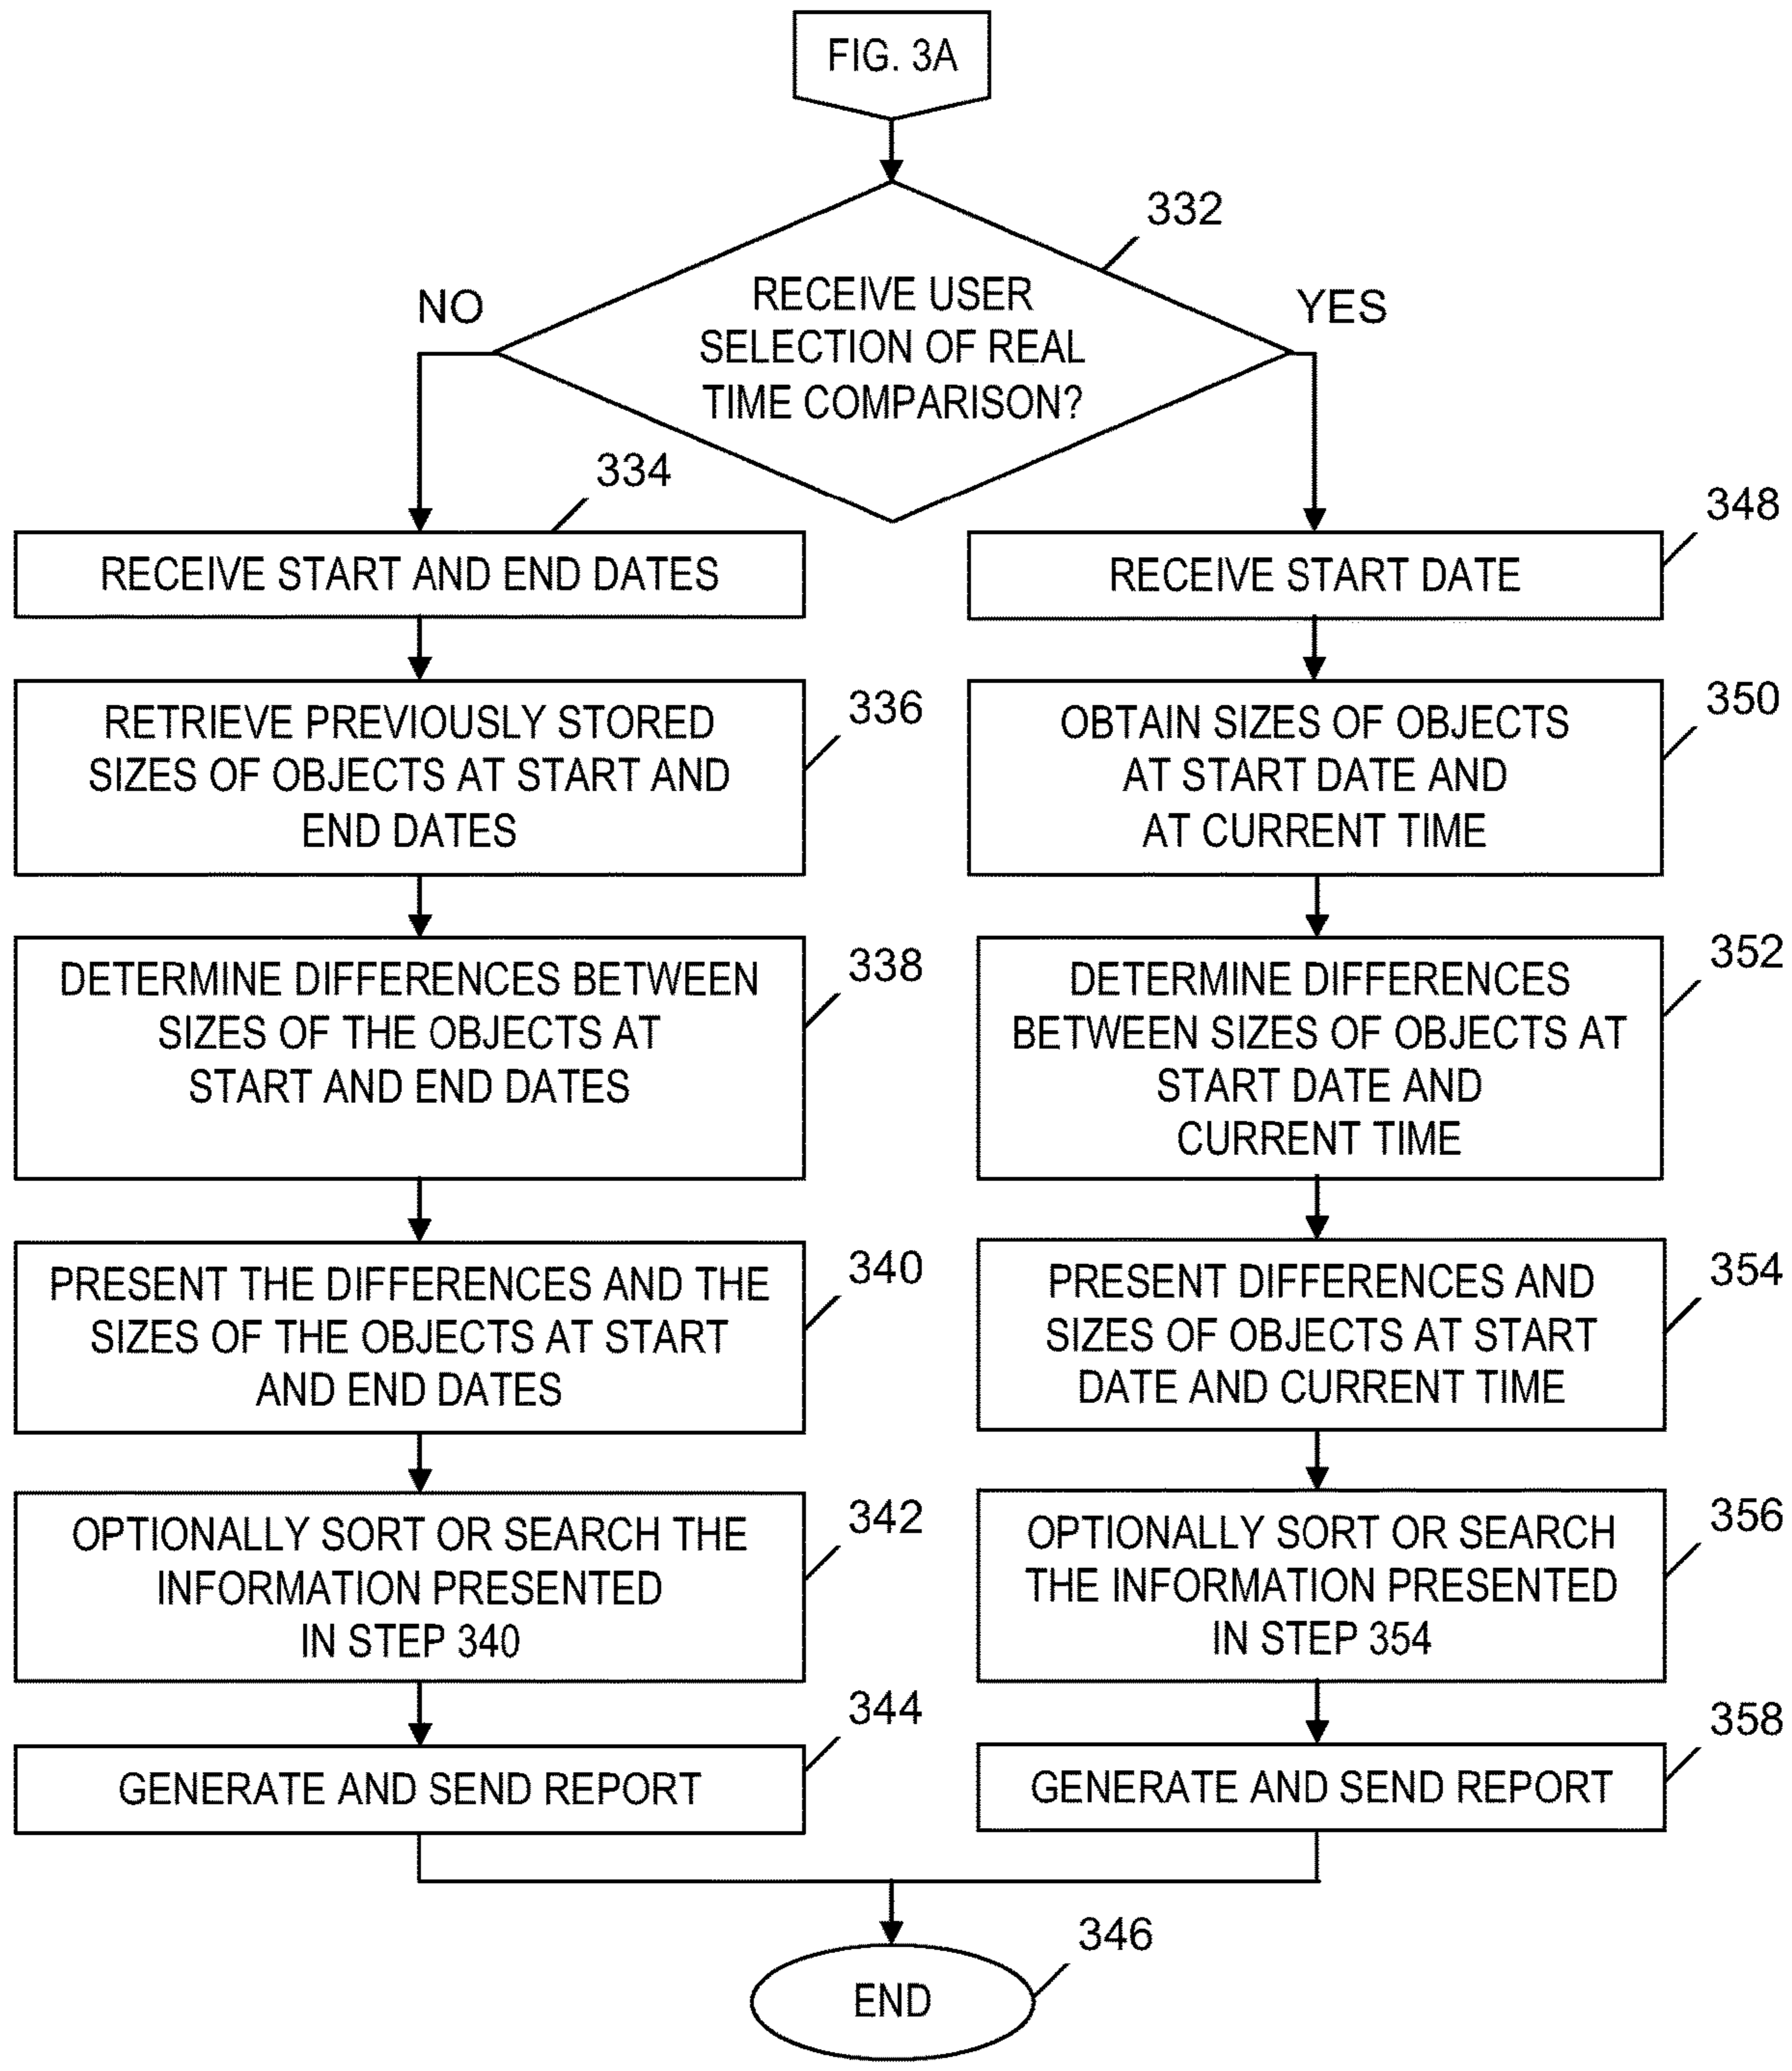 FIG. 3A
332
RECEIVE USER
SELECTION OF REAL
TIME COMPARISON?
NO
YES
334
RECEIVE START AND END DATES
336
RETRIEVE PREVIOUSLY STORED
SIZES OF OBJECTS AT START AND
END DATES
338
DETERMINE DIFFERENCES BETWEEN
SIZES OF THE OBJECTS AT
START AND END DATES
340
PRESENT THE DIFFERENCES AND THE
SIZES OF THE OBJECTS AT START
AND END DATES
342
OPTIONALLY SORT OR SEARCH THE
INFORMATION PRESENTED
IN STEP 340
344
GENERATE AND SEND REPORT
348
RECEIVE START DATE
350
OBTAIN SIZES OF OBJECTS
AT START DATE AND
AT CURRENT TIME
352
DETERMINE DIFFERENCES
BETWEEN SIZES OF OBJECTS AT
START DATE AND
CURRENT TIME
354
PRESENT DIFFERENCES AND
SIZES OF OBJECTS AT START
DATE AND CURRENT TIME
356
OPTIONALLY SORT OR SEARCH
THE INFORMATION PRESENTED
IN STEP 354
358
GENERATE AND SEND REPORT
346
END